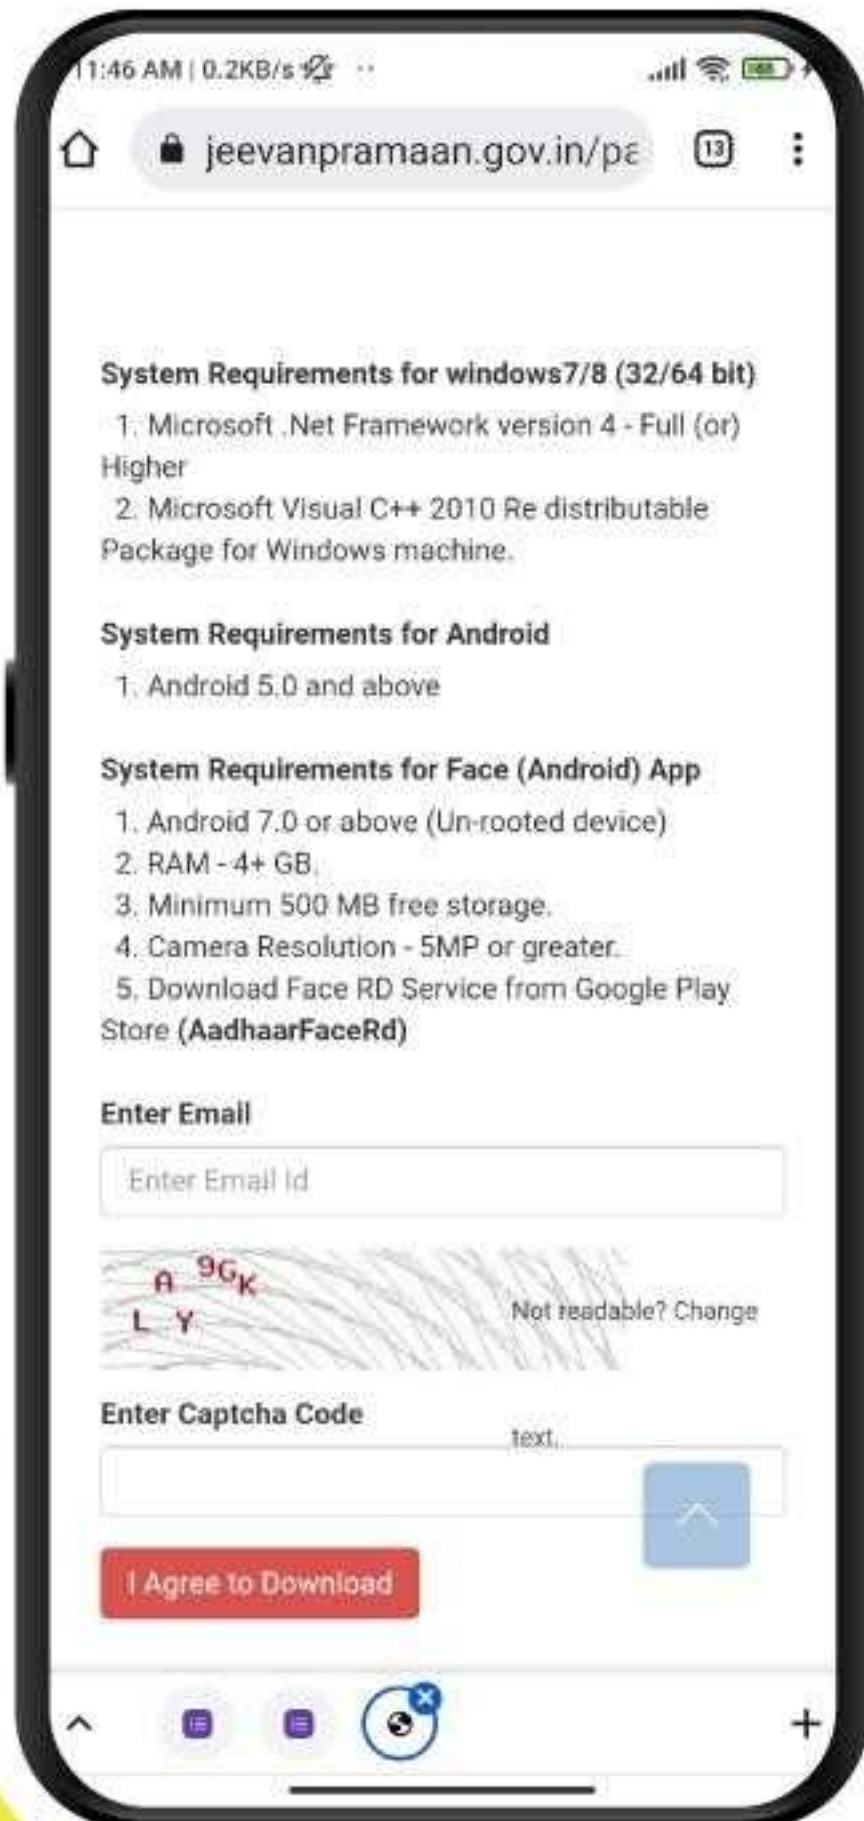 11:46 AM | 0.2KB/s
jeevanpramaan.gov.in/pa
13
System Requirements for windows7/8 (32/64 bit)
1. Microsoft .Net Framework version 4 - Full (or)
Higher
2. Microsoft Visual C++ 2010 Re distributable
Package for Windows machine.
System Requirements for Android
1. Android 5.0 and above
System Requirements for Face (Android) App
1. Android 7.0 or above (Un-rooted device)
2. RAM - 4+ GB.
3. Minimum 500 MB free storage.
4. Camera Resolution - 5MP or greater.
5. Download Face RD Service from Google Play
Store (AadhaarFaceRd)
Enter Email
Enter Email Id
A 9GK
L Y
Not readable? Change
Enter Captcha Code
text.
I Agree to Download